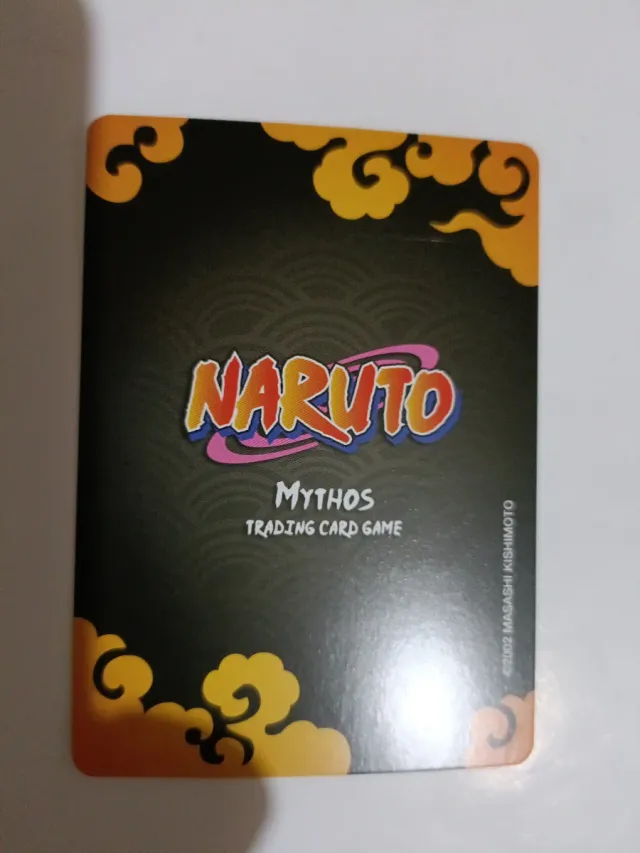 NARUTO
MYTHOS
TRADING CARD GAME
©2002 MASASHI KISHIMOTO